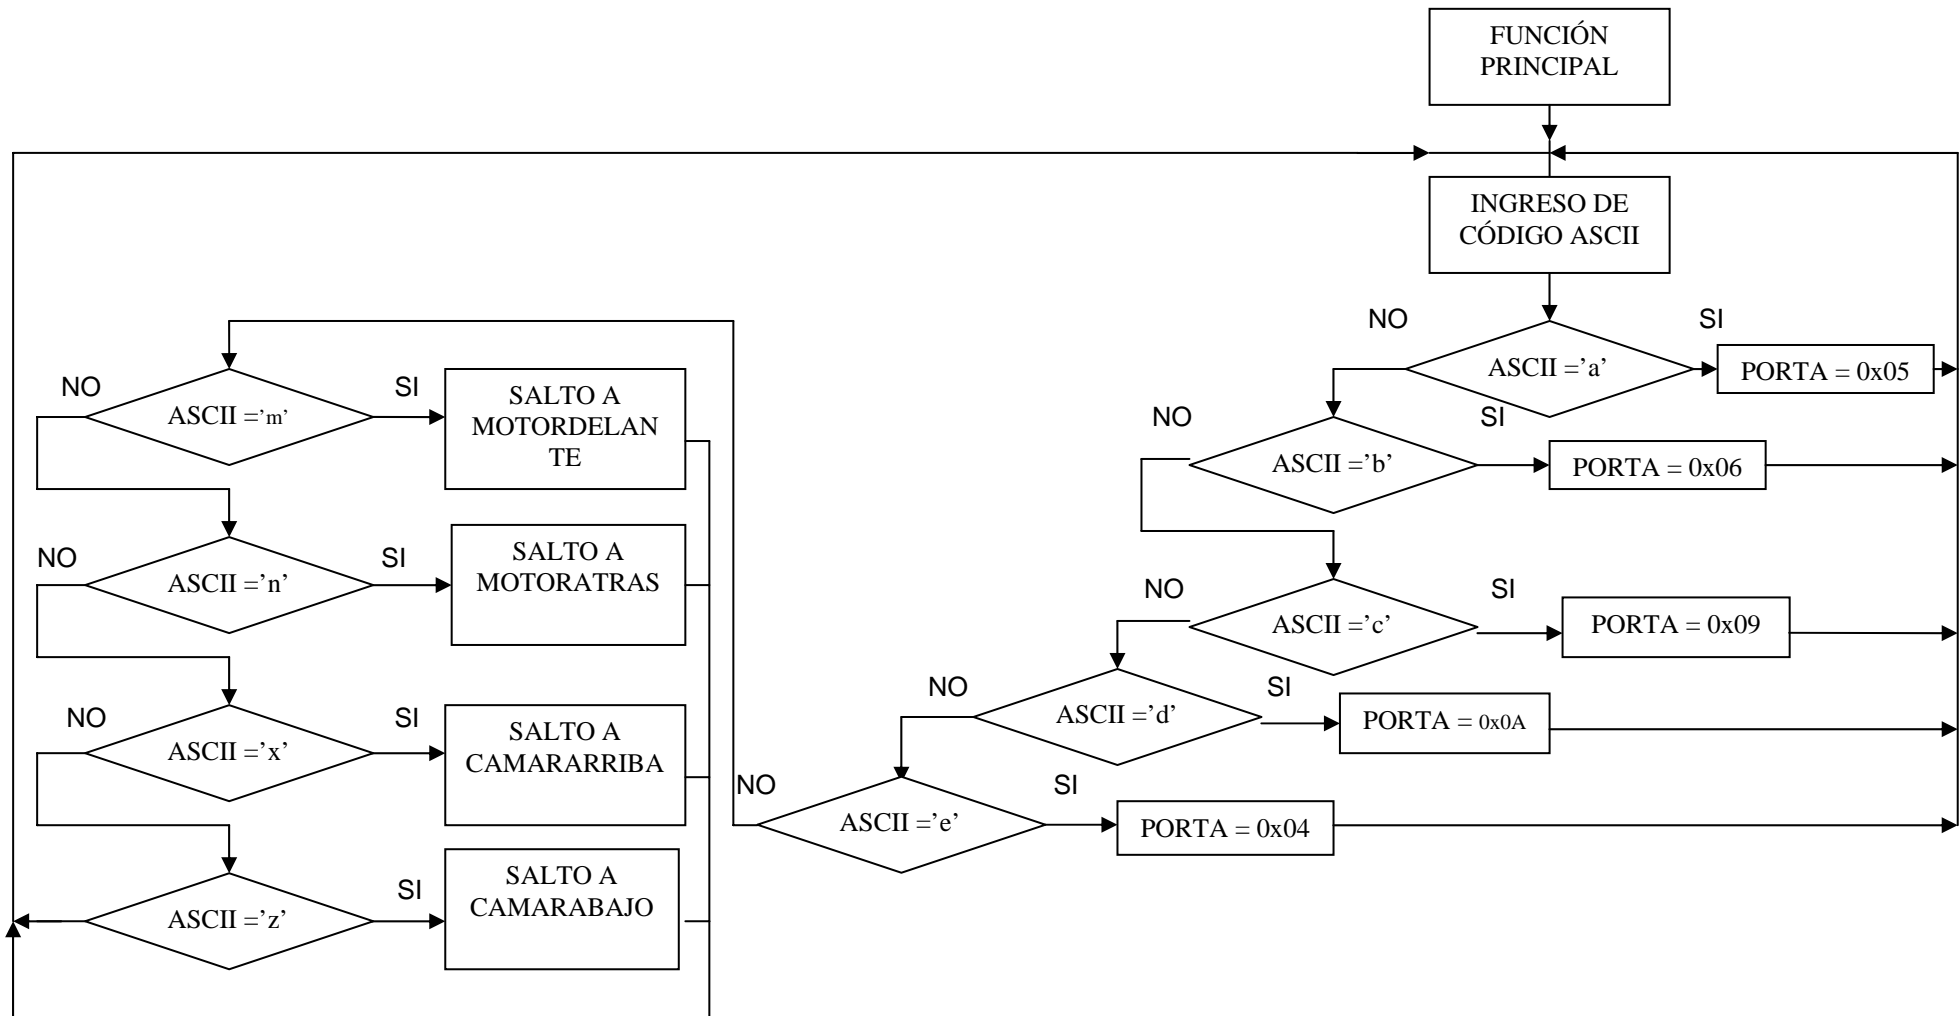 FUNCIÓN
PRINCIPAL
INGRESO DE
CÓDIGO ASCII
NO
SI
ASCII =’a’
PORTA = 0x05
NO
SI
ASCII =’b’
PORTA = 0x06
NO
SI
ASCII =’c’
PORTA = 0x09
NO
SI
ASCII =’d’
PORTA = 0x0A
NO
SI
ASCII =’e’
PORTA = 0x04
NO
SI
ASCII =’m’
SALTO A
MOTORDELAN
TE
NO
SI
ASCII =’n’
SALTO A
MOTORATRAS
NO
SI
ASCII =’x’
SALTO A
CAMARARRIBA
SI
ASCII =’z’
SALTO A
CAMARABAJO